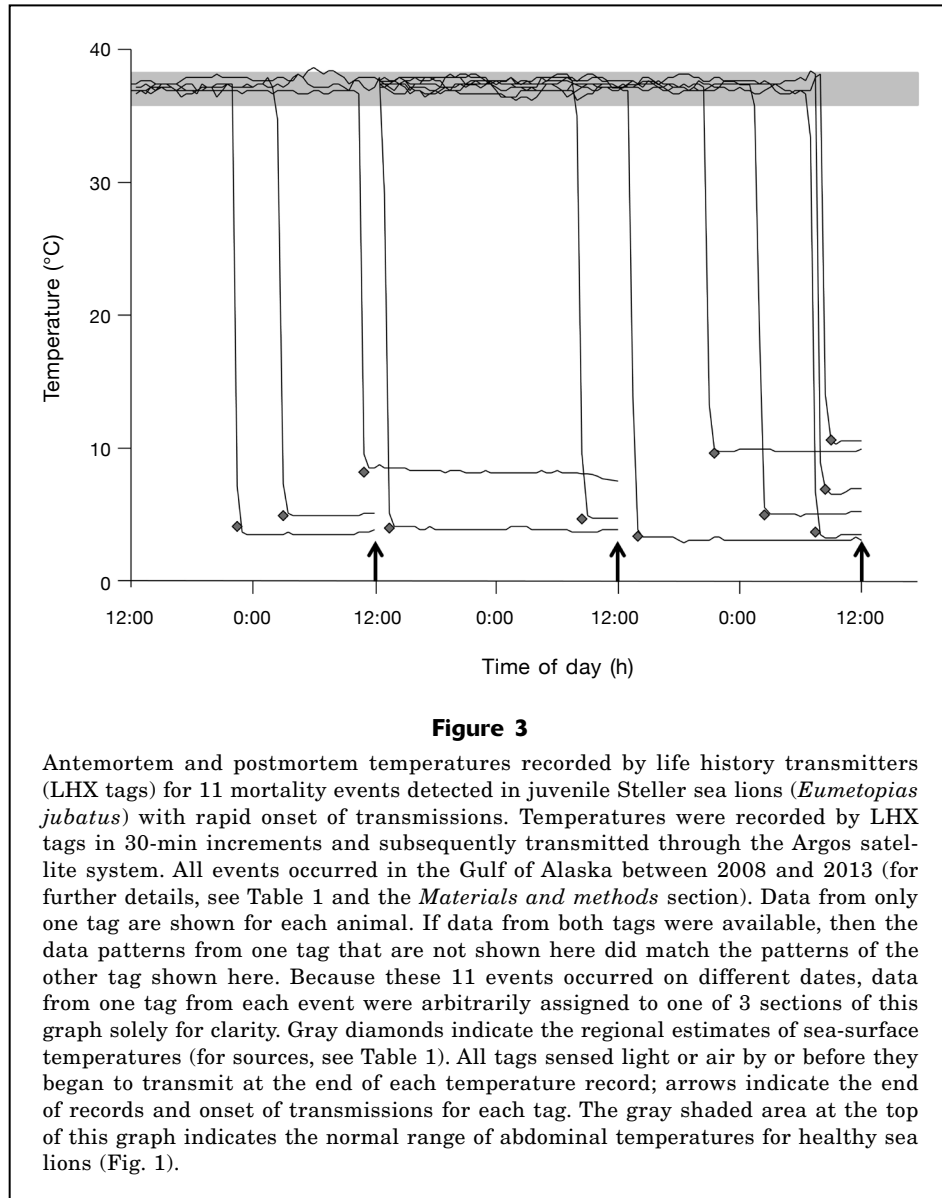 40
30
20
10
0
Temperature (°C)
12:00 0:00 12:00 0:00 12:00 0:00 12:00
Time of day (h)
Figure 3
Antemortem and postmortem temperatures recorded by life history transmitters
(LHX tags) for 11 mortality events detected in juvenile Steller sea lions (Eumetopias
jubatus) with rapid onset of transmissions. Temperatures were recorded by LHX
tags in 30-min increments and subsequently transmitted through the Argos satel-
lite system. All events occurred in the Gulf of Alaska between 2008 and 2013 (for
further details, see Table 1 and the Materials and methods section). Data from only
one tag are shown for each animal. If data from both tags were available, then the
data patterns from one tag that are not shown here did match the patterns of the
other tag shown here. Because these 11 events occurred on different dates, data
from one tag from each event were arbitrarily assigned to one of 3 sections of this
graph solely for clarity. Gray diamonds indicate the regional estimates of sea-surface
temperatures (for sources, see Table 1). All tags sensed light or air by or before they
began to transmit at the end of each temperature record; arrows indicate the end
of records and onset of transmissions for each tag. The gray shaded area at the top
of this graph indicates the normal range of abdominal temperatures for healthy sea
lions (Fig. 1).